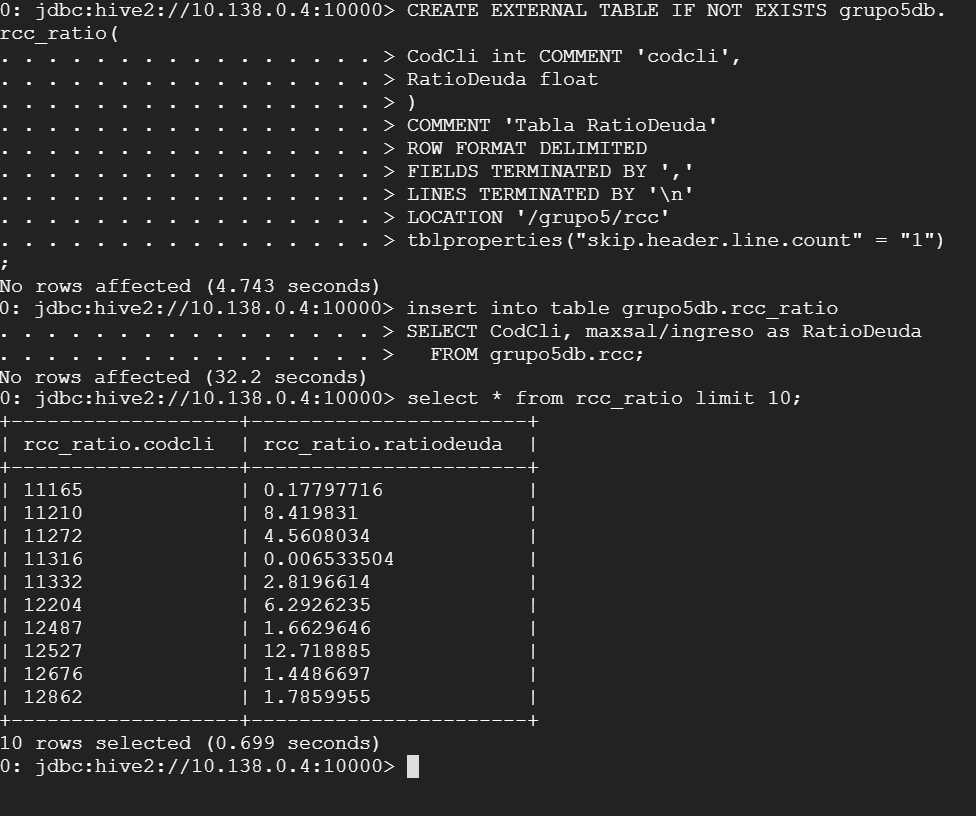 0: jdbc:hive2://10.138.0.4:10000> CREATE EXTERNAL TABLE IF NOT EXISTS grupo5db.
rcc_ratio(
. . . . . . . . . . . . . . . . > CodCli int COMMENT 'codcli',
. . . . . . . . . . . . . . . . > RatioDeuda float
. . . . . . . . . . . . . . . . > )
. . . . . . . . . . . . . . . . > COMMENT 'Tabla RatioDeuda'
. . . . . . . . . . . . . . . . > ROW FORMAT DELIMITED
. . . . . . . . . . . . . . . . > FIELDS TERMINATED BY ','
. . . . . . . . . . . . . . . . > LINES TERMINATED BY '\n'
. . . . . . . . . . . . . . . . > LOCATION '/grupo5/rcc'
. . . . . . . . . . . . . . . . > tblproperties("skip.header.line.count" = "1")
;
No rows affected (4.743 seconds)
0: jdbc:hive2://10.138.0.4:10000> insert into table grupo5db.rcc_ratio
. . . . . . . . . . . . . . . . > SELECT CodCli, maxsal/ingreso as RatioDeuda
. . . . . . . . . . . . . . . . >   FROM grupo5db.rcc;
No rows affected (32.2 seconds)
0: jdbc:hive2://10.138.0.4:10000> select * from rcc_ratio limit 10;
+-------------------+-----------------------+
| rcc_ratio.codcli  | rcc_ratio.ratiodeuda  |
+-------------------+-----------------------+
| 11165             | 0.17797716            |
| 11210             | 8.419831              |
| 11272             | 4.5608034             |
| 11316             | 0.006533504           |
| 11332             | 2.8196614             |
| 12204             | 6.2926235             |
| 12487             | 1.6629646             |
| 12527             | 12.718885             |
| 12676             | 1.4486697             |
| 12862             | 1.7859955             |
+-------------------+-----------------------+
10 rows selected (0.699 seconds)
0: jdbc:hive2://10.138.0.4:10000>